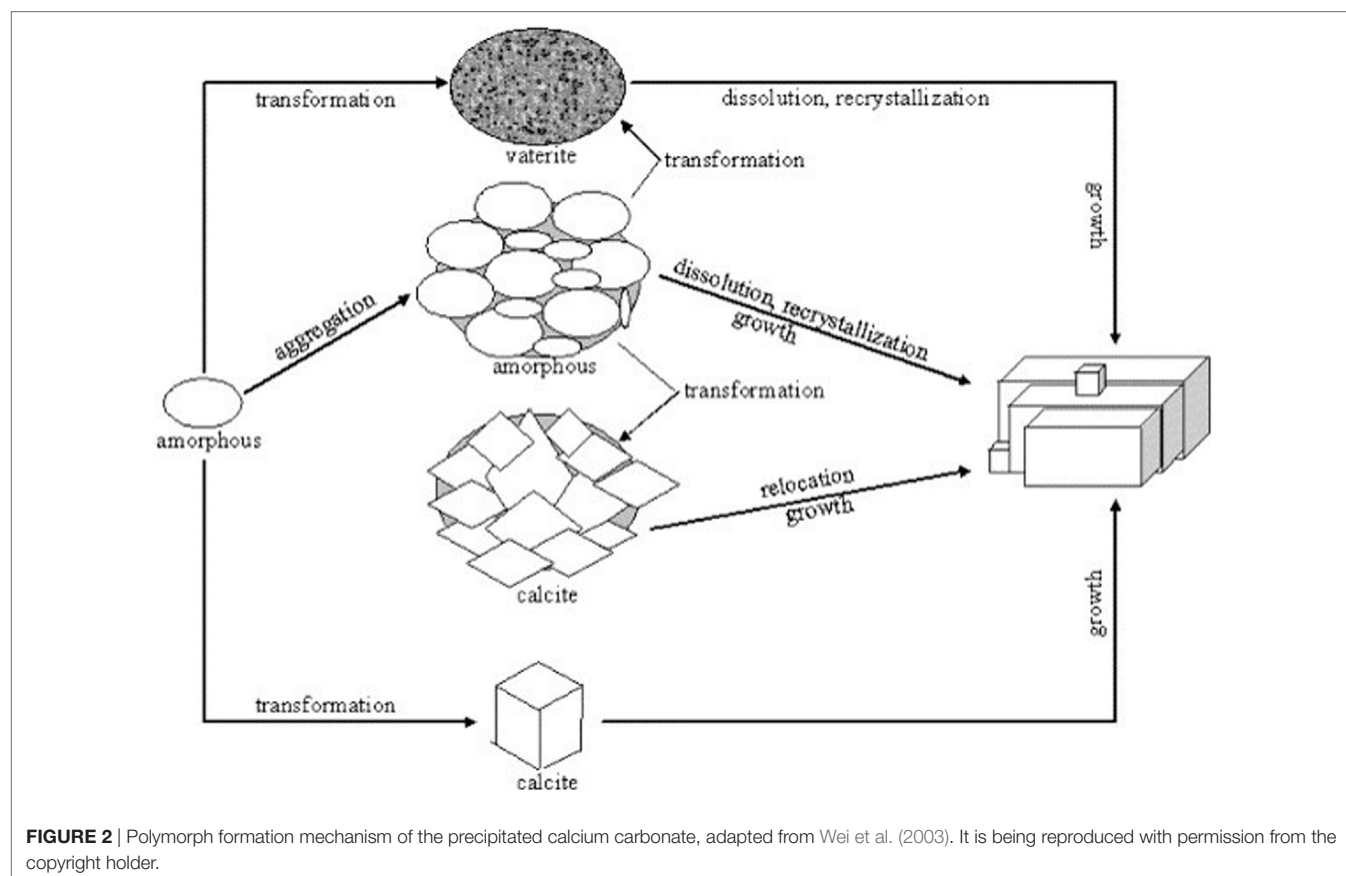 transformation
vaterite
dissolution, recrystallization
transformation
growth
aggregation
amorphous
dissolution, recrystallization
growth
amorphous
transformation
calcite
relocation
growth
growth
transformation
calcite
FIGURE 2 | Polymorph formation mechanism of the precipitated calcium carbonate, adapted from Wei et al. (2003). It is being reproduced with permission from the
copyright holder.